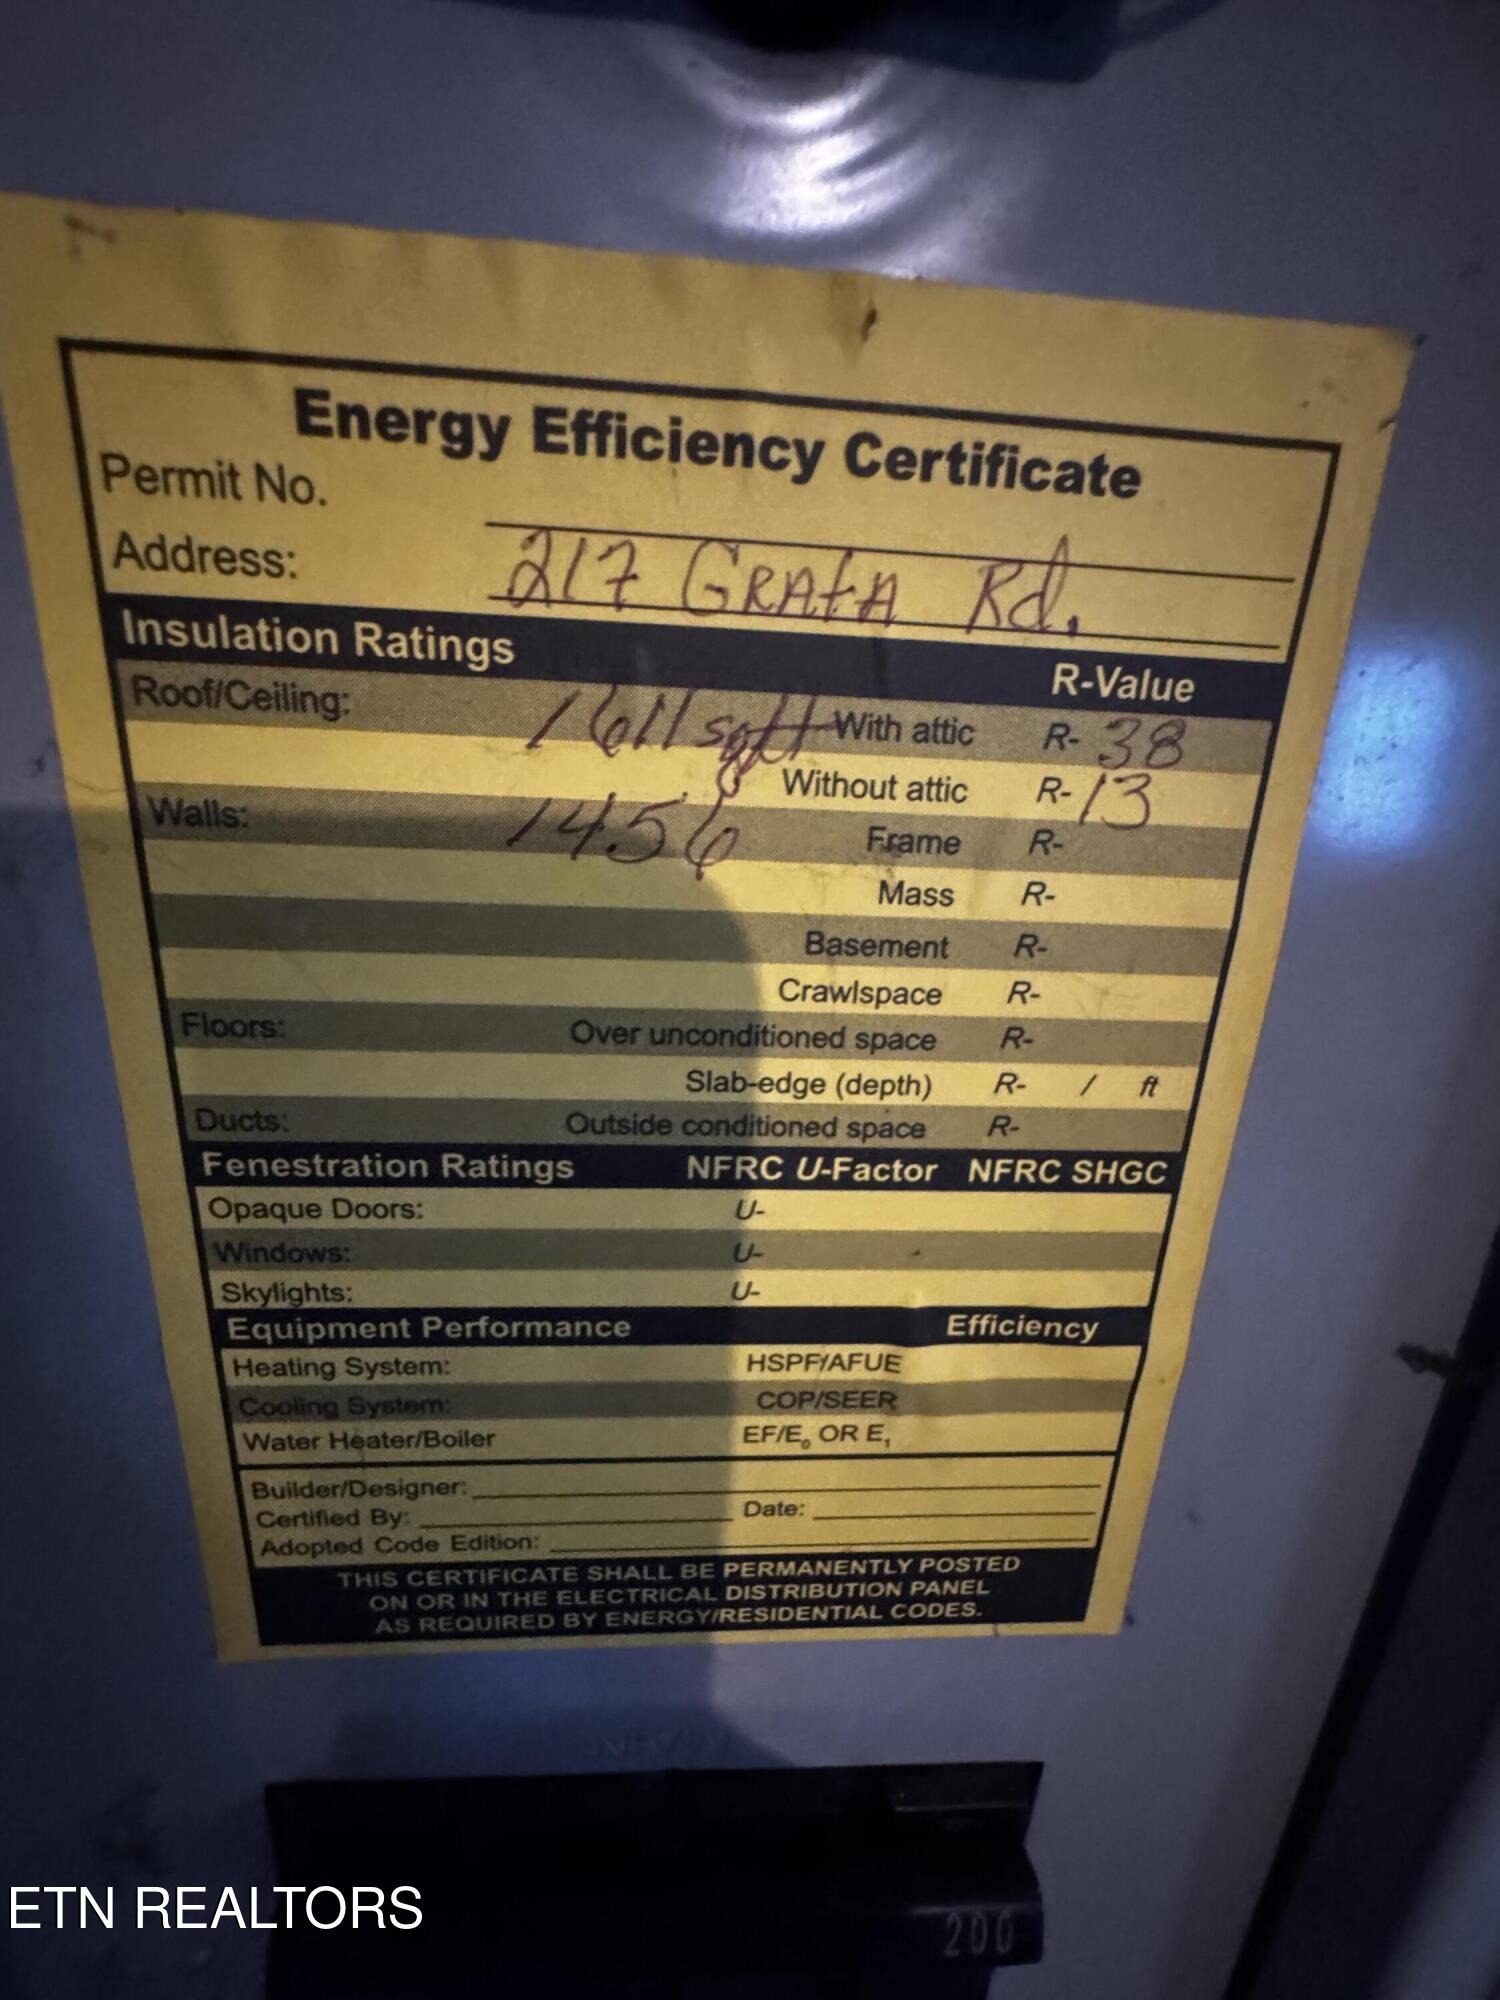 Energy Efficiency Certificate
Permit No.
Address: 217 GRAtA Rd.
Insulation Ratings R-Value
Roof/Ceiling: 1611 sqft With attic R- 38
Without attic R- 13
Walls: 1456 Frame R-
Mass R-
Basement R-
Crawlspace R-
Floors: Over unconditioned space R-
Slab-edge (depth) R- / ft
Ducts: Outside conditioned space R-
Fenestration Ratings NFRC U-Factor NFRC SHGC
Opaque Doors: U-
Windows: U-
Skylights: U-
Equipment Performance Efficiency
Heating System: HSPF/AFUE
Cooling System: COP/SEER
Water Heater/Boiler EF/E₀ OR E₁
Builder/Designer:
Certified By: Date:
Adopted Code Edition:
THIS CERTIFICATE SHALL BE PERMANENTLY POSTED
ON OR IN THE ELECTRICAL DISTRIBUTION PANEL
AS REQUIRED BY ENERGY/RESIDENTIAL CODES.
200
ETN REALTORS